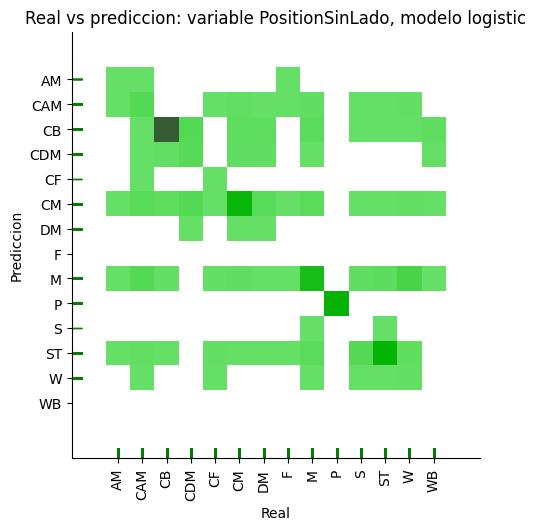 Real vs prediccion: variable PositionSinLado, modelo logistic
Prediccion
AM
CAM
CB
CDM
CF
CM
DM
F
M
P
S
ST
W
WB
AM
CAM
CB
CDM
CF
CM
DM
F
M
P
S
ST
W
WB
Real